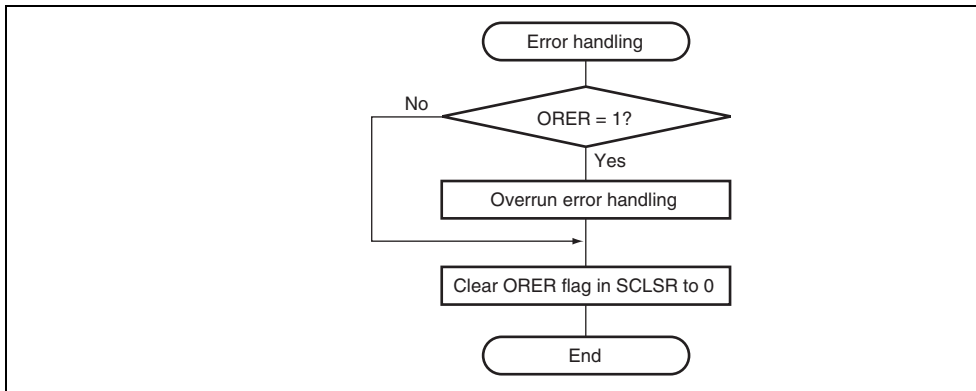 Error handling
No
ORER = 1?
Yes
Overrun error handling
Clear ORER flag in SCLSR to 0
End